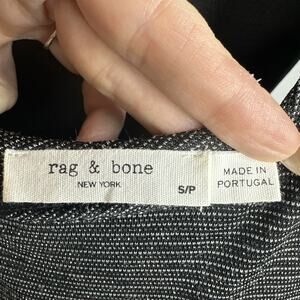 rag & bone
NEW YORK
S/P
MADE IN
PORTUGAL